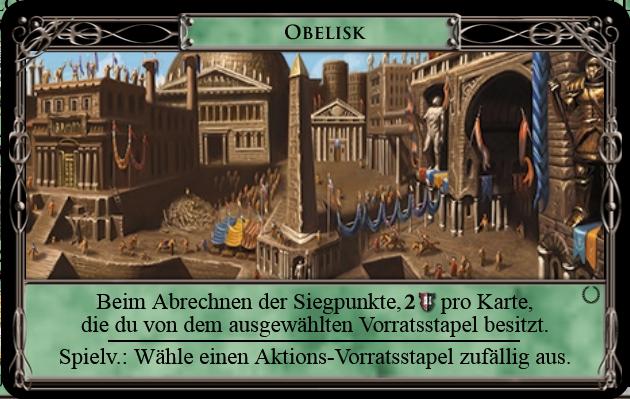 Obelisk
Beim Abrechnen der Siegpunkte, 2 pro Karte,
die du von dem ausgewählten Vorratsstapel besitzt.
Spielv.: Wähle einen Aktions-Vorratsstapel zufällig aus.